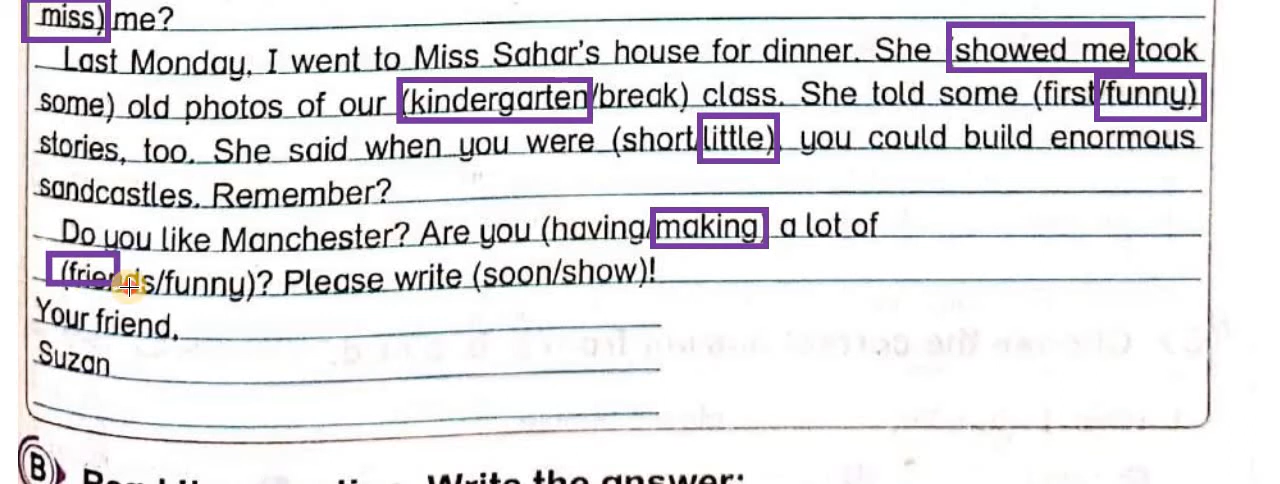 miss) me?
Last Monday, I went to Miss Sahar's house for dinner. She (showed me/took
some) old photos of our (kindergarten/break) class. She told some (first/funny)
stories, too. She said when you were (short/little), you could build enormous
sandcastles. Remember?
Do you like Manchester? Are you (having/making) a lot of
(friends/funny)? Please write (soon/show)!
Your friend,
Suzan
B Write the answer: